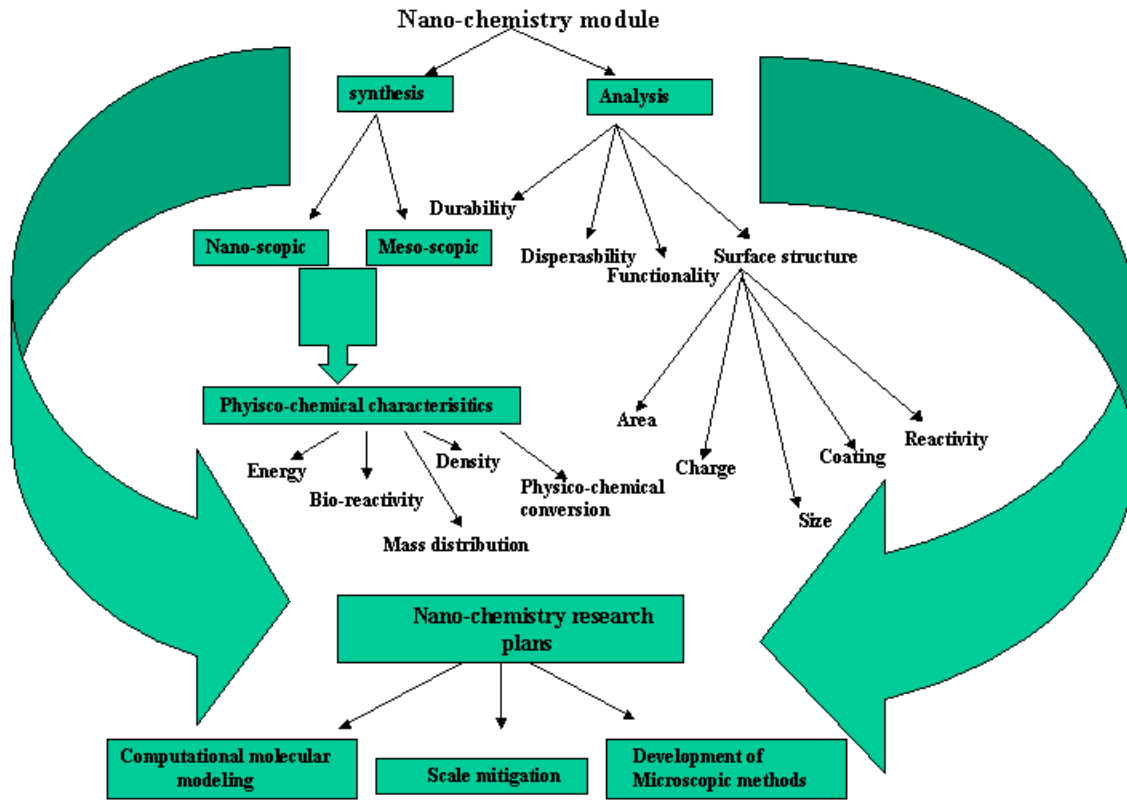 Nano-chemistry module
synthesis
Analysis
Durability
Nano-scopic
Meso-scopic
Disperasbility
Functionality
Surface structure
Phyisco-chemical characterisitics
Area
Charge
Size
Coating
Reactivity
Energy
Bio-reactivity
Mass distribution
Density
Physico-chemical
conversion
Nano-chemistry research
plans
Computational molecular
modeling
Scale mitigation
Development of
Microscopic methods